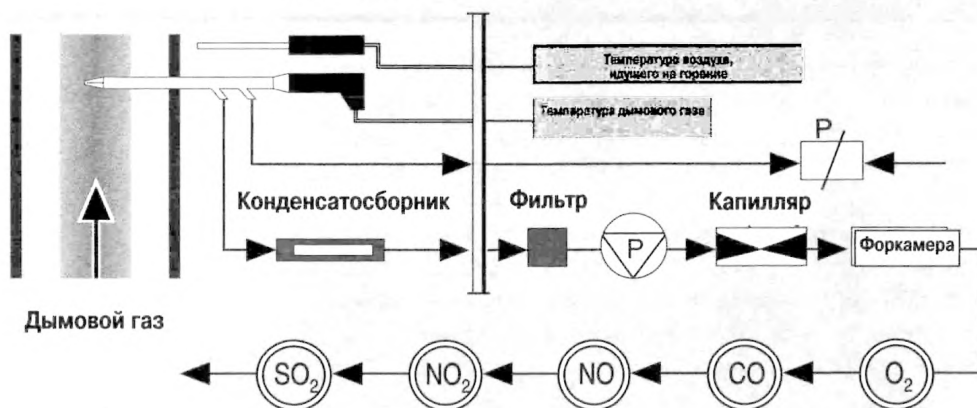 Температура воздуха,
идущего на горение
Температура дымового газа
P
Конденсатосборник
Фильтр
Капилляр
P
Форкамера
Дымовой газ
SO₂
NO₂
NO
CO
O₂